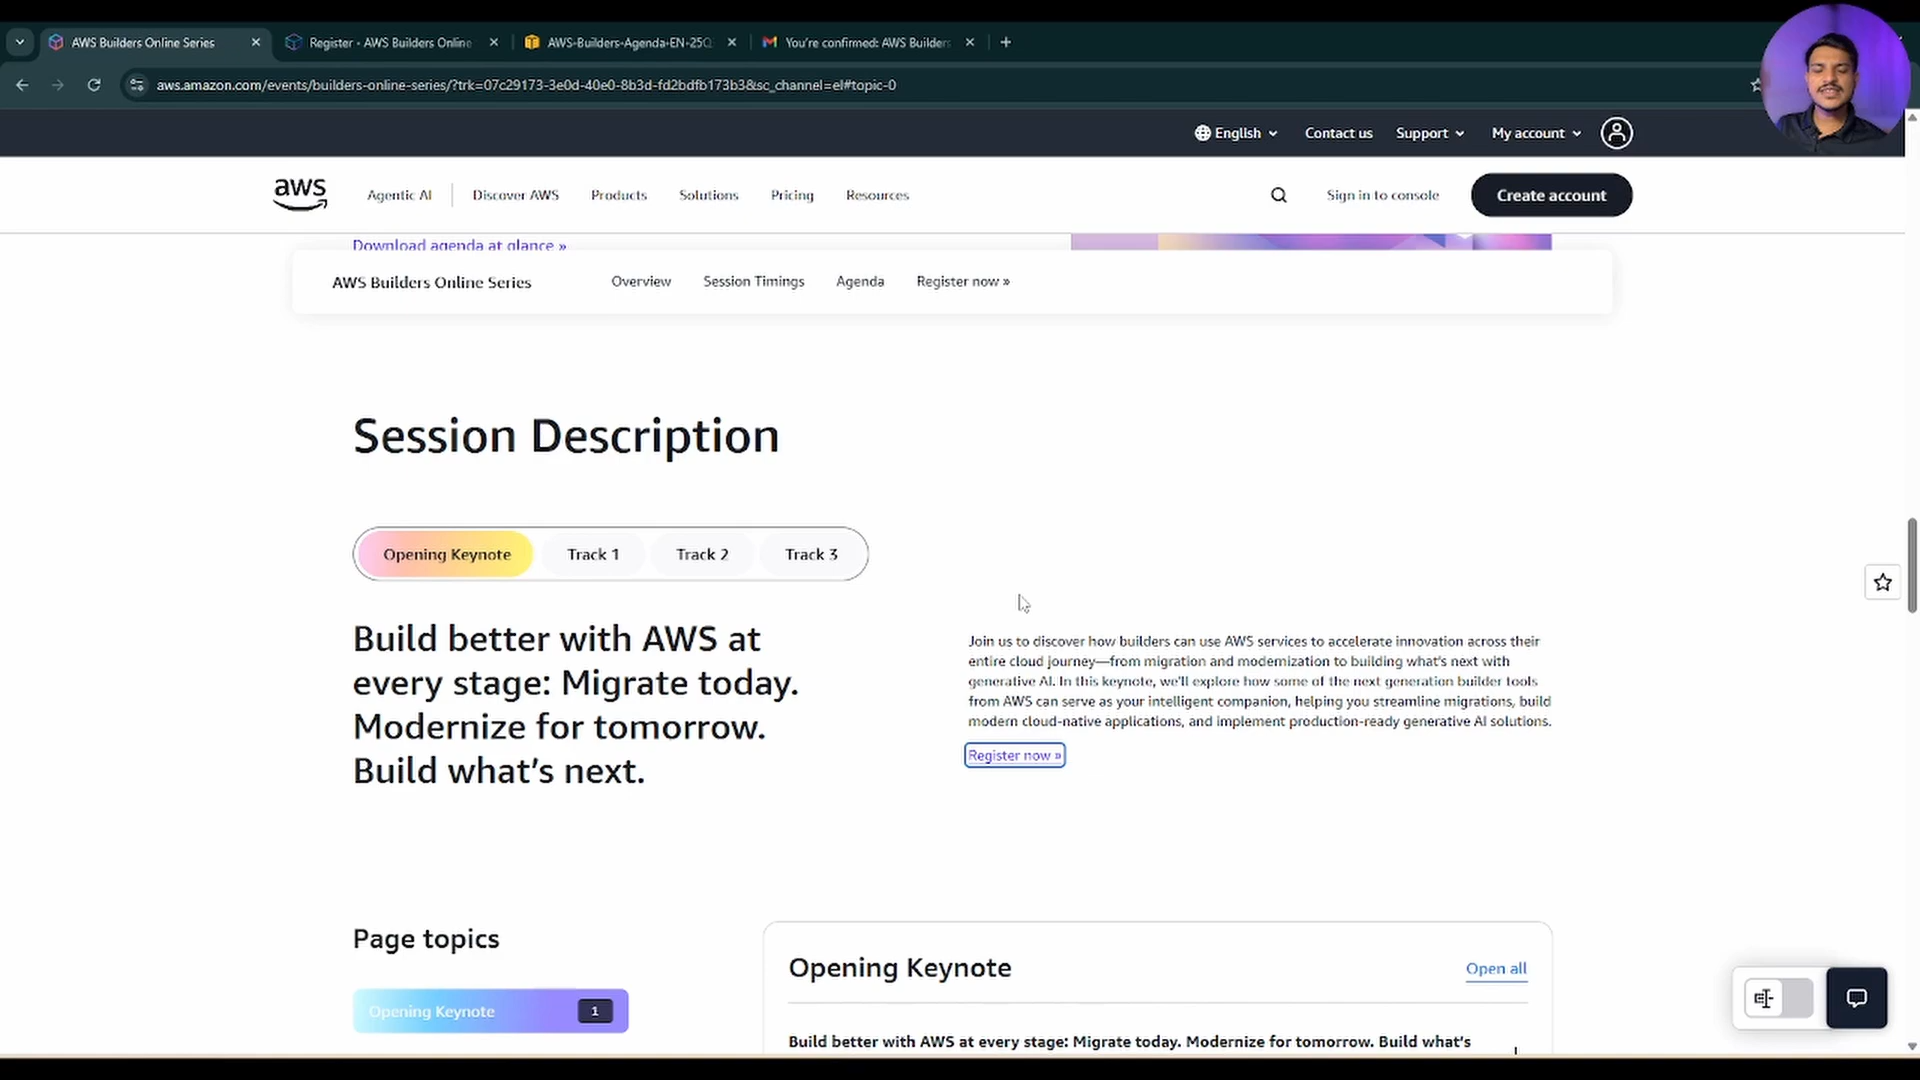 AWS Builders Online Series
Register • AWS Builders Online
AWS-Builders-Agenda-EN-25Q
You're confirmed: AWS Builders
aws.amazon.com/events/builders-online-series/?trk=07c29173-3e0d-40e0-8b3d-fd2bdfb173b3&sc_channel=el#topic-0
English
Contact us
Support
My account
aws
Agentic AI
Discover AWS
Products
Solutions
Pricing
Resources
Sign in to console
Create account
Download agenda at glance »
AWS Builders Online Series
Overview
Session Timings
Agenda
Register now »
Session Description
Opening Keynote
Track 1
Track 2
Track 3
Build better with AWS at
every stage: Migrate today.
Modernize for tomorrow.
Build what's next.
Join us to discover how builders can use AWS services to accelerate innovation across their
entire cloud journey—from migration and modernization to building what's next with
generative AI. In this keynote, we'll explore how some of the next generation builder tools
from AWS can serve as your intelligent companion, helping you streamline migrations, build
modern cloud-native applications, and implement production-ready generative AI solutions.
Register now »
Page topics
Opening Keynote
1
Opening Keynote
Open all
Build better with AWS at every stage: Migrate today. Modernize for tomorrow. Build what's